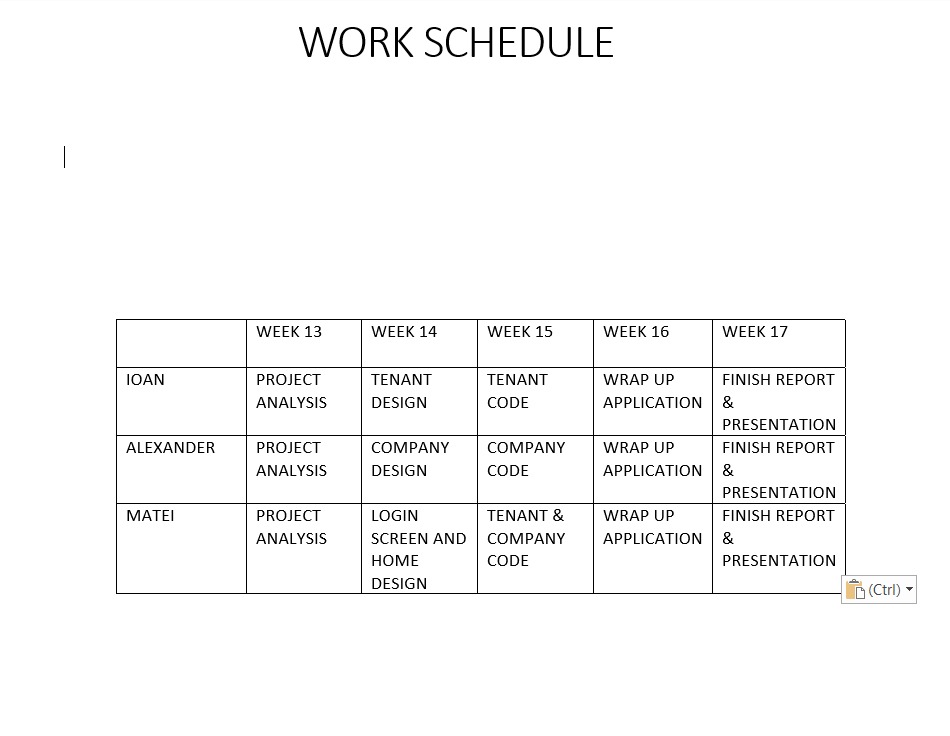 WORK SCHEDULE
WEEK 13
WEEK 14
WEEK 15
WEEK 16
WEEK 17
IOAN
PROJECT
ANALYSIS
TENANT
DESIGN
TENANT
CODE
WRAP UP
APPLICATION
FINISH REPORT
&
PRESENTATION
ALEXANDER
PROJECT
ANALYSIS
COMPANY
DESIGN
COMPANY
CODE
WRAP UP
APPLICATION
FINISH REPORT
&
PRESENTATION
MATEI
PROJECT
ANALYSIS
LOGIN
SCREEN AND
HOME
DESIGN
TENANT &
COMPANY
CODE
WRAP UP
APPLICATION
FINISH REPORT
&
PRESENTATION
(Ctrl)